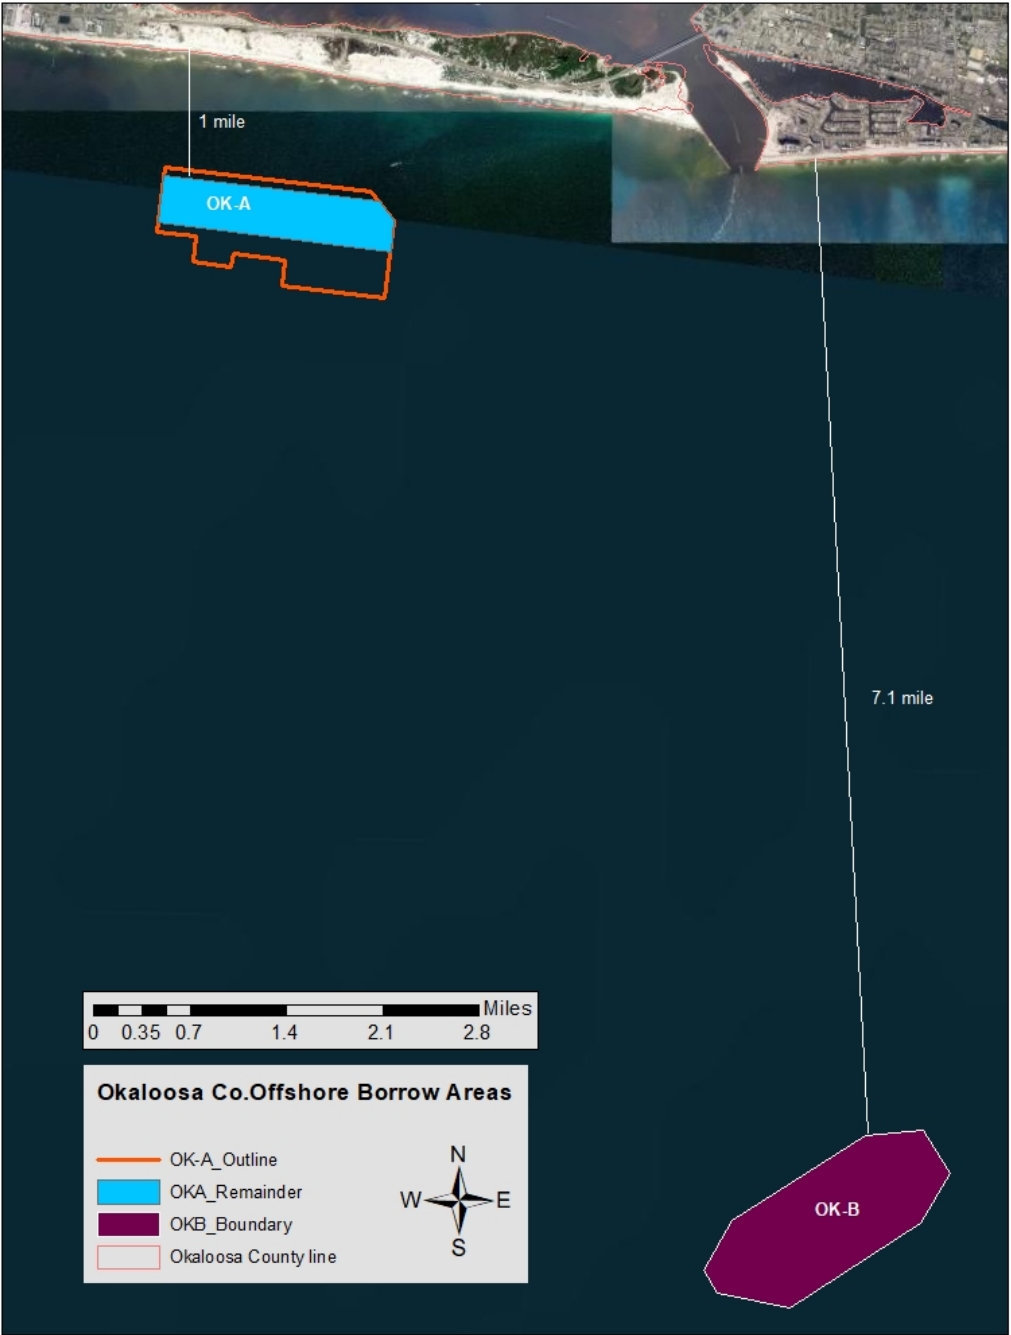 1 mile
OK-A
7.1 mile
Miles
0 0.35 0.7 1.4 2.1 2.8
Okaloosa Co.Offshore Borrow Areas
OK-A_Outline
OKA_Remainder
OKB_Boundary
Okaloosa County line
N
W E
S
OK-B